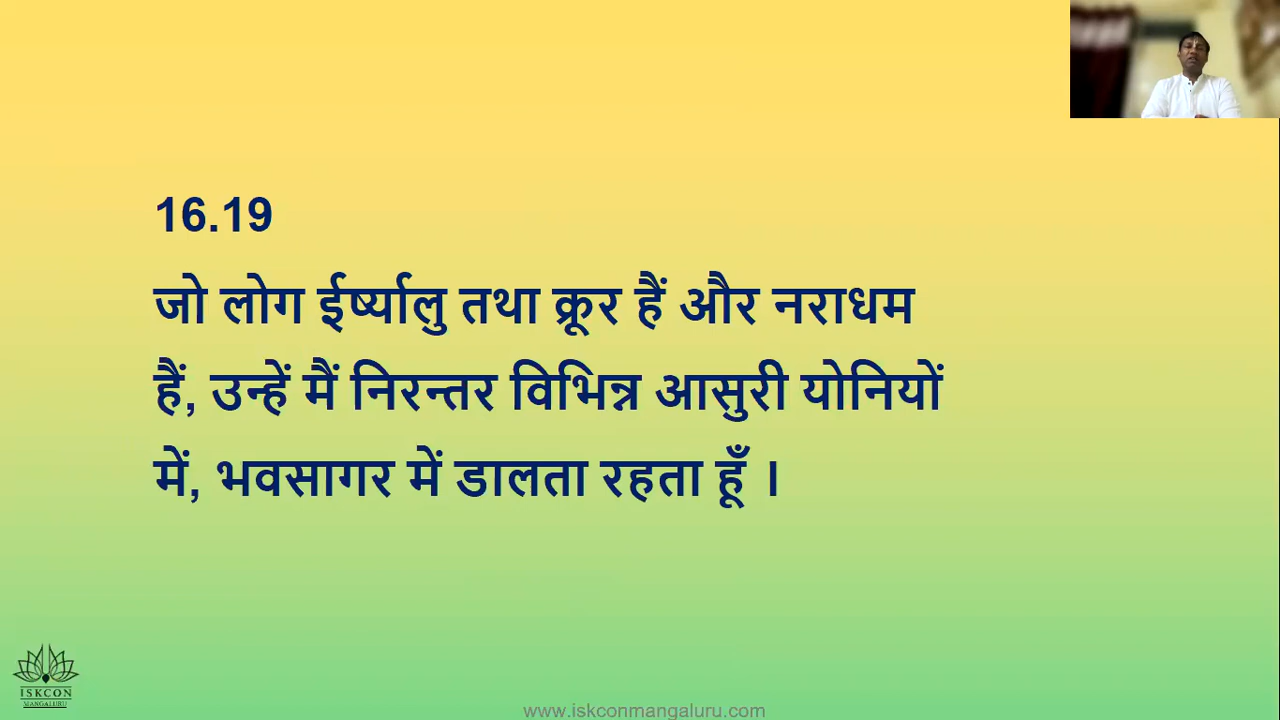 16.19
जो लोग ईर्ष्यालु तथा क्रूर हैं और नराधम
हैं, उन्हें मैं निरन्तर विभिन्न आसुरी योनियों
में, भवसागर में डालता रहता हूँ ।
ISKCON
MANGALURU
www.iskconmangaluru.com